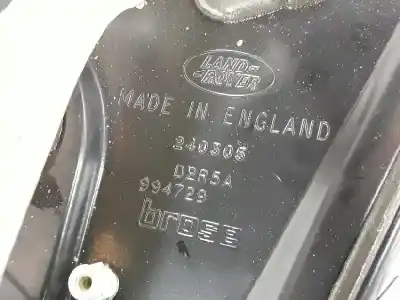 LAND-
ROVER
MADE IN ENGLAND
240305
D2R5A
994729
brose